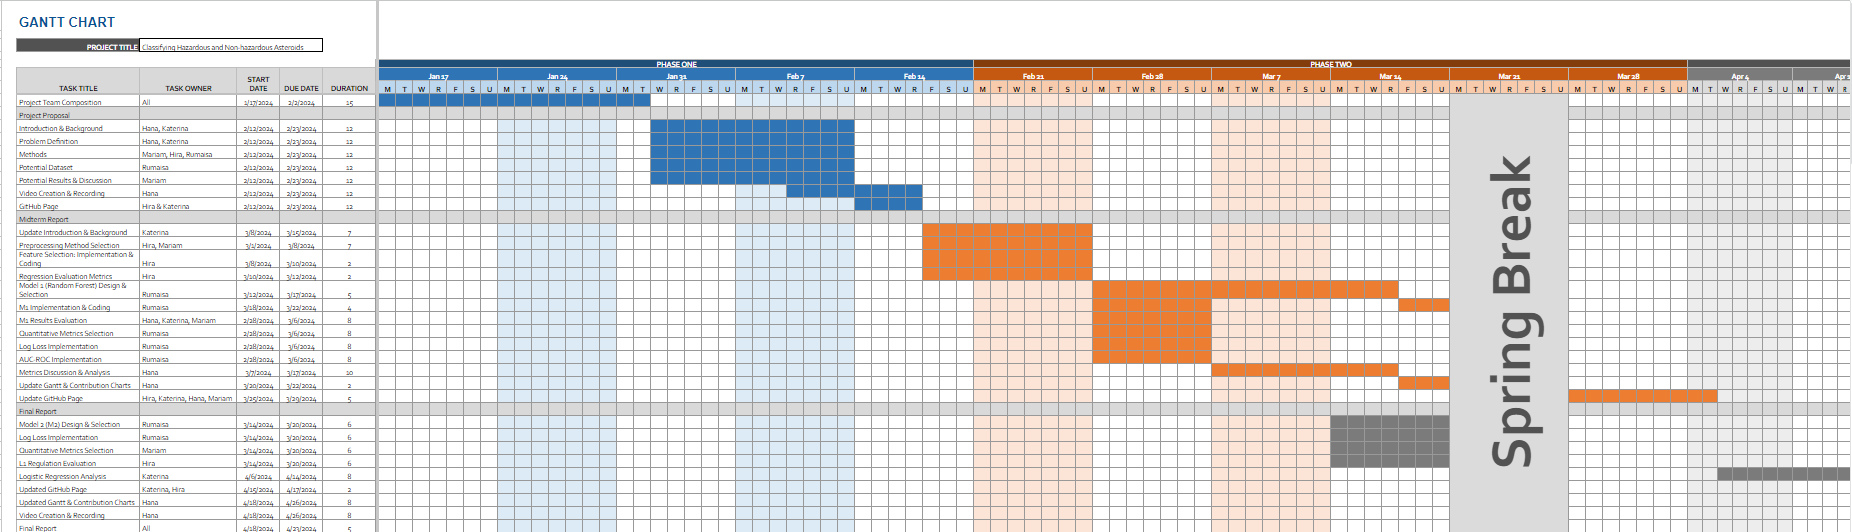 GANTT CHART
PROJECT TITLE Classifying Hazardous and Non-hazardous Asteroids
PHASE ONE PHASE TWO
Jan 17 Jan 24 Jan 31 Feb 7 Feb 14 Feb 21 Feb 28 Mar 7 Mar 14 Mar 21 Mar 28 Apr 4 Apr 1
TASK TITLE TASK OWNER START DATE DUE DATE DURATION M T W R F S U M T W R F S U M T W R F S U M T W R F S U M T W R F S U M T W R F S U M T W R F S U M T W R F S U M T W R F S U M T W R F S U M T W R F S U M T W R F S U M T W R
Project Team Composition All 1/17/2024 2/2/2024 15
Project Proposal
Introduction & Background Hana, Katerina 2/12/2024 2/23/2024 12
Problem Definition Hana, Katerina 2/12/2024 2/23/2024 12
Methods Mariam, Hira, Rumaisa 2/12/2024 2/23/2024 12
Potential Dataset Rumaisa 2/12/2024 2/23/2024 12
Potential Results & Discussion Mariam 2/12/2024 2/23/2024 12
Video Creation & Recording Hana 2/12/2024 2/23/2024 12
GitHub Page Hira & Katerina 2/12/2024 2/23/2024 12
Midterm Report
Update Introduction & Background Katerina 3/8/2024 3/15/2024 7
Preprocessing Method Selection Hira, Mariam 3/1/2024 3/8/2024 7
Feature Selection: Implementation &
Coding Hira 3/8/2024 3/10/2024 2
Regression Evaluation Metrics Hira 3/10/2024 3/12/2024 2
Model 1 (Random Forest) Design &
Selection Rumaisa 3/12/2024 3/17/2024 5
M1 Implementation & Coding Rumaisa 3/18/2024 3/22/2024 4
M1 Results Evaluation Hana, Katerina, Mariam 2/28/2024 3/6/2024 8
Quantitative Metrics Selection Rumaisa 2/28/2024 3/6/2024 8
Log Loss Implementation Rumaisa 2/28/2024 3/6/2024 8
AUC-ROC Implementation Rumaisa 2/28/2024 3/6/2024 8
Metrics Discussion & Analysis Hana 3/7/2024 3/17/2024 10
Update Gantt & Contribution Charts Hana 3/20/2024 3/22/2024 2
Update GitHub Page Hira, Katerina, Hana, Mariam 3/25/2024 3/29/2024 5
Final Report
Model 2 (M2) Design & Selection Rumaisa 3/14/2024 3/20/2024 6
Log Loss Implementation Rumaisa 3/14/2024 3/20/2024 6
Quantitative Metrics Selection Mariam 3/14/2024 3/20/2024 6
L1 Regulation Evaluation Hira 3/14/2024 3/20/2024 6
Logistic Regression Analysis Katerina 4/6/2024 4/14/2024 8
Updated GitHub Page Katerina, Hira 4/15/2024 4/17/2024 2
Updated Gantt & Contribution Charts Hana 4/18/2024 4/26/2024 8
Video Creation & Recording Hana 4/18/2024 4/26/2024 8
Final Report All 4/18/2024 4/23/2024 5
Spring Break